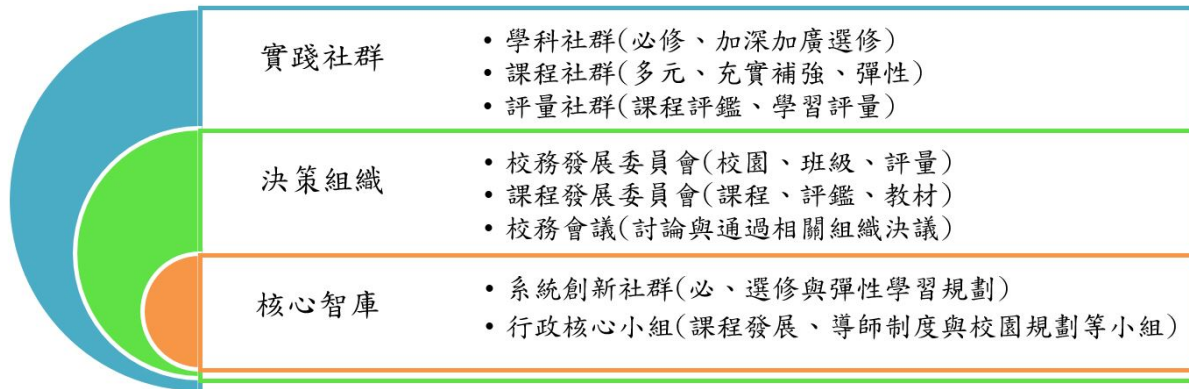 實踐社群
• 學科社群(必修、加深加廣選修)
• 課程社群(多元、充實補強、彈性)
• 評量社群(課程評鑑、學習評量)
決策組織
• 校務發展委員會(校園、班級、評量)
• 課程發展委員會(課程、評鑑、教材)
• 校務會議(討論與通過相關組織決議)
核心智庫
• 系統創新社群(必、選修與彈性學習規劃)
• 行政核心小組(課程發展、導師制度與校園規劃等小組)